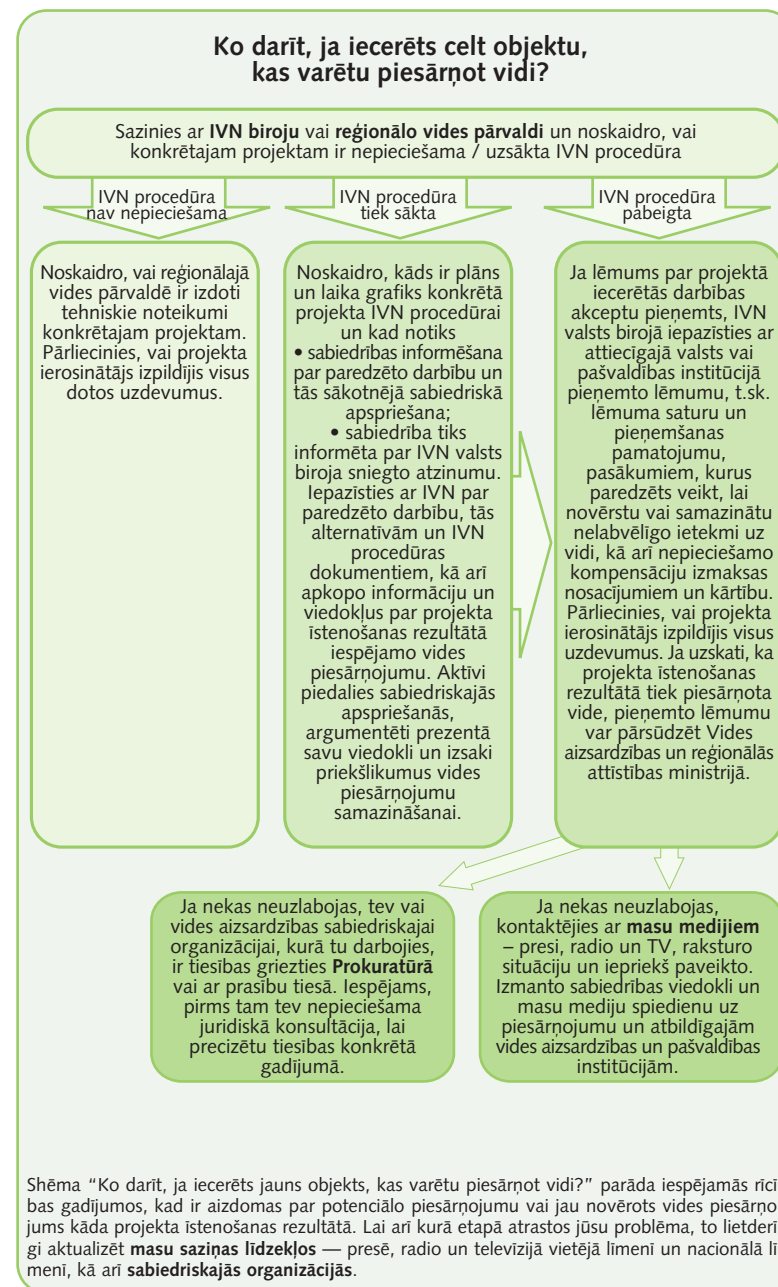 Ko darīt, ja iecerēts celt objektu,
kas varētu piesārņot vidi?
Sazinies ar IVN biroju vai reģionālo vides pārvaldi un noskaidro, vai
konkrētajam projektam ir nepieciešama / uzsākta IVN procedūra
IVN procedūra
nav nepieciešama
IVN procedūra
tiek sākta
IVN procedūra
pabeigta
Noskaidro, vai reģionālajā
vides pārvaldē ir izdoti
tehniskie noteikumi
konkrētajam projektam.
Pārliecinies, vai projekta
ierosinātājs izpildījis visus
dotos uzdevumus.
Noskaidro, kāds ir plāns
un laika grafiks konkrētā
projekta IVN procedūrai
un kad notiks
• sabiedrības informēšana
par paredzēto darbību un
tās sākotnējā sabiedriskā
apspriešana;
• sabiedrība tiks
informēta par IVN valsts
biroja sniegto atzinumu.
Iepazīsties ar IVN par
paredzēto darbību, tās
alternatīvām un IVN
procedūras
dokumentiem, kā arī
apkopo informāciju un
viedokļus par projekta
īstenošanas rezultātā
iespējamo vides
piesārņojumu. Aktīvi
piedalies sabiedriskajās
apspriešanās,
argumentēti prezentā
savu viedokli un izsaki
priekšlikumus vides
piesārņojumu
samazināšanai.
Ja lēmums par projektā
iecerētās darbības
akceptu pieņemts, IVN
valsts birojā iepazīsties ar
attiecīgajā valsts vai
pašvaldības institūcijā
pieņemto lēmumu, t.sk.
lēmuma saturu un
pieņemšanas
pamatojumu,
pasākumiem, kurus
paredzēts veikt, lai
novērstu vai samazinātu
nelabvēlīgo ietekmi uz
vidi, kā arī nepieciešamo
kompensāciju izmaksas
nosacījumiem un kārtību.
Pārliecinies, vai projekta
ierosinātājs izpildījis visus
uzdevumus. Ja uzskati, ka
projekta īstenošanas
rezultātā tiek piesārņota
vide, pieņemto lēmumu
var pārsūdzēt Vides
aizsardzības un reģionālās
attīstības ministrijā.
Ja nekas neuzlabojas, tev vai
vides aizsardzības sabiedriskajai
organizācijai, kurā tu darbojies,
ir tiesības griezties Prokuratūrā
vai ar prasību tiesā. Iespējams,
pirms tam tev nepieciešama
juridiskā konsultācija, lai
precizētu tiesības konkrētā
gadījumā.
Ja nekas neuzlabojas,
kontaktējies ar masu medijiem
– presi, radio un TV, raksturo
situāciju un iepriekš paveikto.
Izmanto sabiedrības viedokli un
masu mediju spiedienu uz
piesārņojumu un atbildīgajām
vides aizsardzības un pašvaldības
institūcijām.
Shēma “Ko darīt, ja iecerēts jauns objekts, kas varētu piesārņot vidi?” parāda iespējamās rīcī
bas gadījumos, kad ir aizdomas par potenciālo piesārņojumu vai jau novērots vides piesārņo
jums kāda projekta īstenošanas rezultātā. Lai arī kurā etapā atrastos jūsu problēma, to lietderī
gi aktualizēt masu saziņas līdzekļos — presē, radio un televīzijā vietējā līmenī un nacionālā lī
menī, kā arī sabiedriskajās organizācijās.